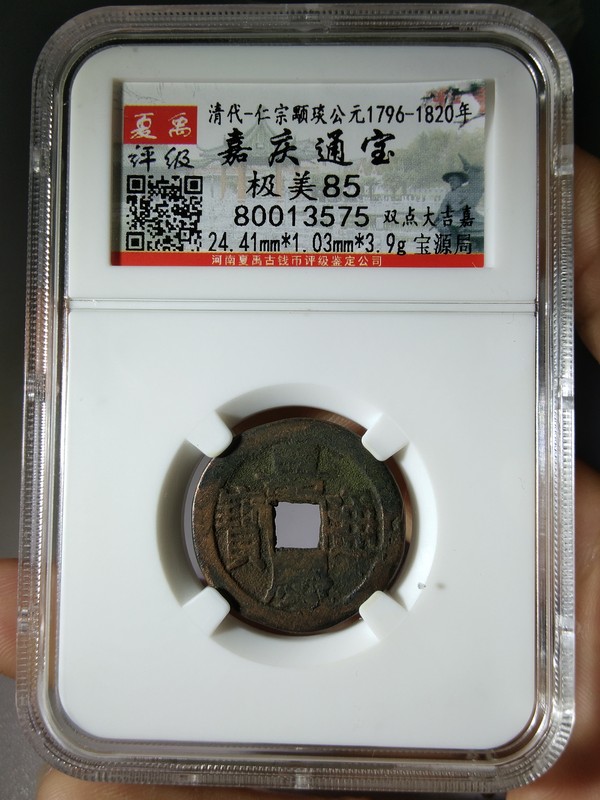 清代-仁宗顒琰公元1796-1820年
夏禹
评级
嘉庆通宝
极美85
80013575 双点大吉嘉
24.41mm*1.03mm*3.9g 宝源局
河南夏禹古钱币评级鉴定公司